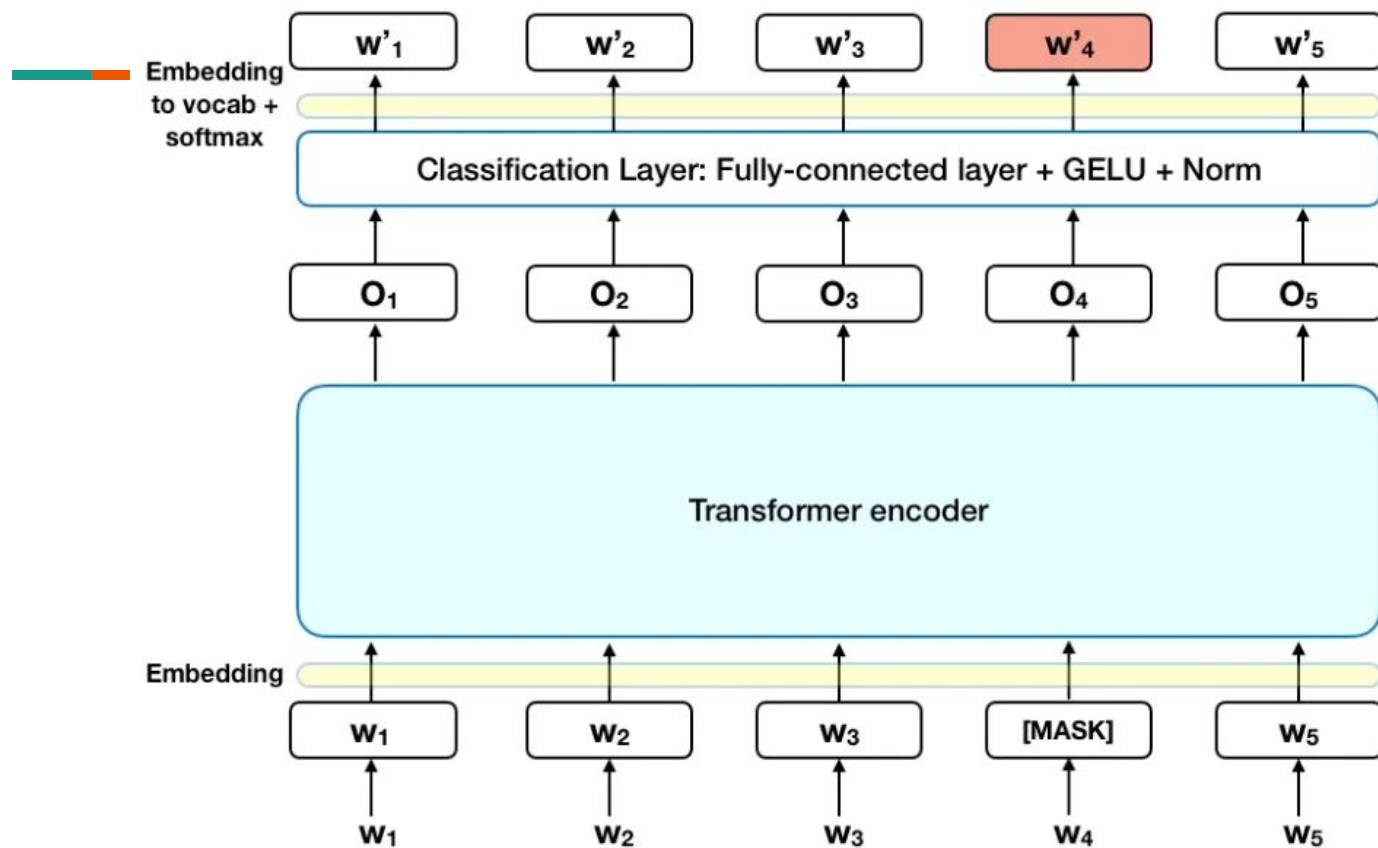 w'1 w'2 w'3 w'4 w'5
Embedding
to vocab +
softmax
Classification Layer: Fully-connected layer + GELU + Norm
O1 O2 O3 O4 O5
Transformer encoder
Embedding
w1 w2 w3 [MASK] w5
w1 w2 w3 w4 w5